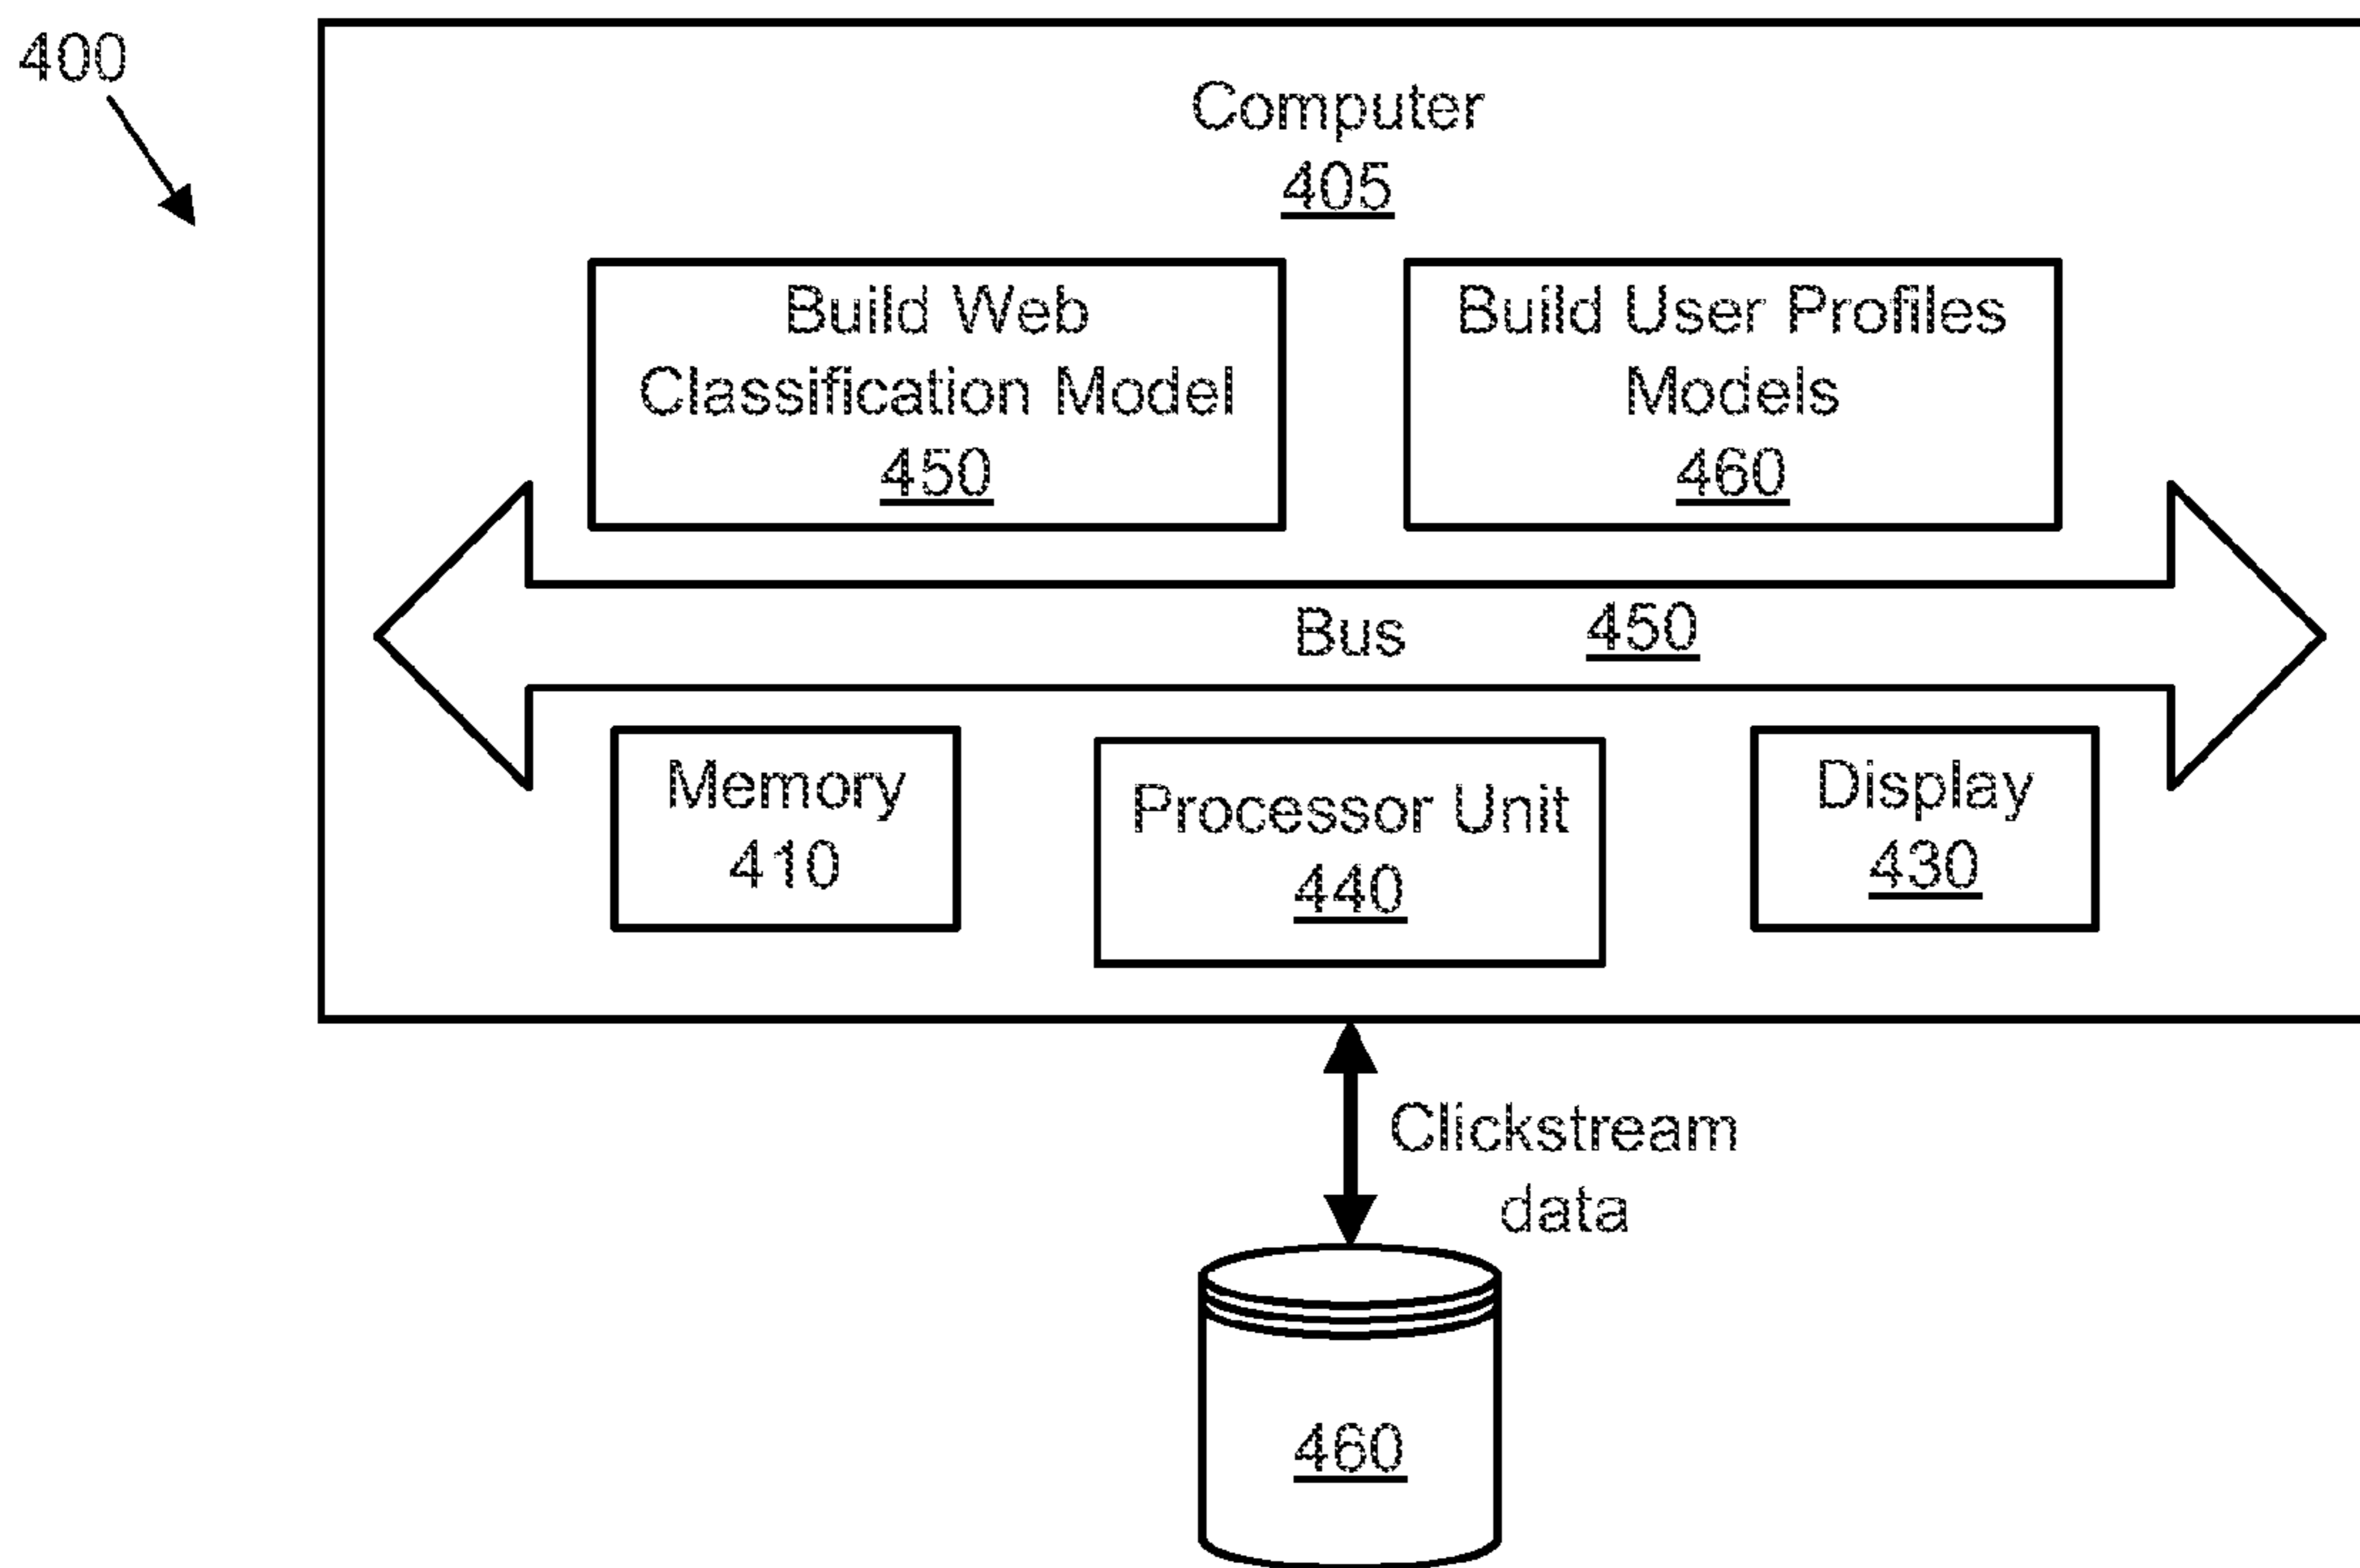 400
Computer
405
Build Web
Classification Model
450
Build User Profiles
Models
460
Bus 450
Memory
410
Processor Unit
440
Display
430
Clickstream
data
460